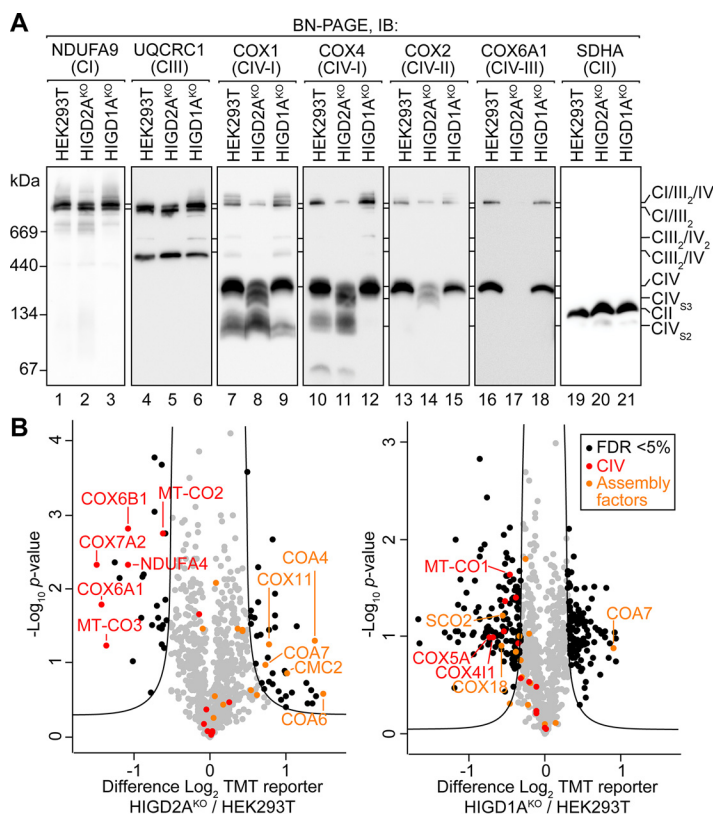 A
BN-PAGE, IB:
NDUFA9 (CI)
UQCRC1 (CIII)
COX1 (CIV-I)
COX4 (CIV-I)
COX2 (CIV-II)
COX6A1 (CIV-III)
SDHA (CII)
HEK293T HIGD2AKO HIGD1AKO
HEK293T HIGD2AKO HIGD1AKO
HEK293T HIGD2AKO HIGD1AKO
HEK293T HIGD2AKO HIGD1AKO
HEK293T HIGD2AKO HIGD1AKO
HEK293T HIGD2AKO HIGD1AKO
HEK293T HIGD2AKO HIGD1AKO
kDa
669
440
134
67
CI/III2/IV
CI/III2
CIII2/IV2
CIII2/IV
CIV
CIVS3
CII
CIVS2
1 2 3 4 5 6 7 8 9 10 11 12 13 14 15 16 17 18 19 20 21
B
-Log10 p-value
4
3
2
1
0
COX6B1
MT-CO2
COX7A2
NDUFA4
COX6A1
MT-CO3
COA4
COX11
COA7
CMC2
COA6
-1 0 1
Difference Log2 TMT reporter
HIGD2AKO / HEK293T
-Log10 p-value
3
2
1
0
FDR <5%
CIV
Assembly
factors
MT-CO1
SCO2
COX5A
COX4I1
COX18
COA7
-1 0 1
Difference Log2 TMT reporter
HIGD1AKO / HEK293T